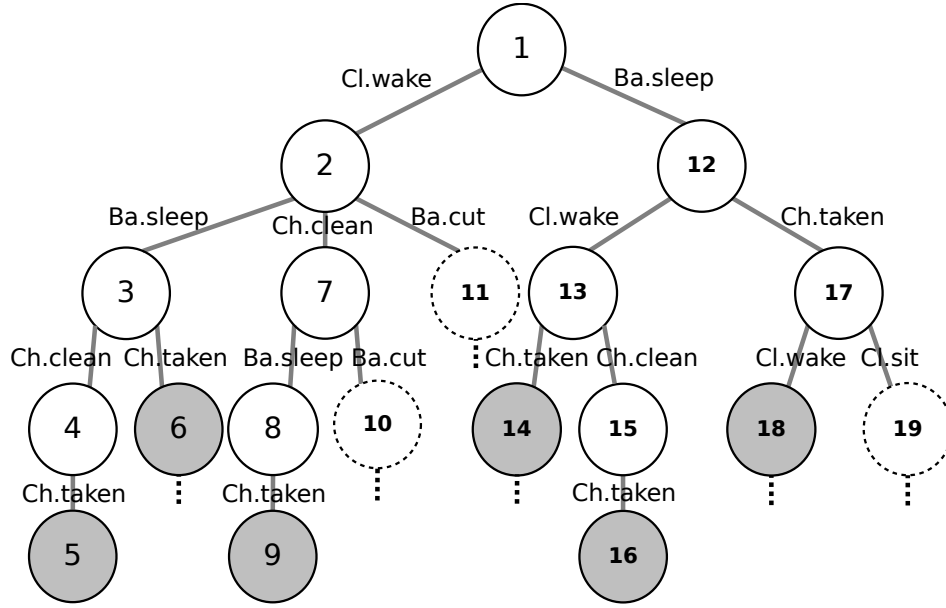 1
Cl.wake Ba.sleep
2 12
Ba.sleep Ch.clean Ba.cut Cl.wake Ch.taken
3 7 11 13 17
Ch.clean Ch.taken Ba.sleep Ba.cut Ch.taken Ch.clean Cl.wake Cl.sit
4 6 8 10 14 15 18 19
Ch.taken Ch.taken Ch.taken
5 9 16